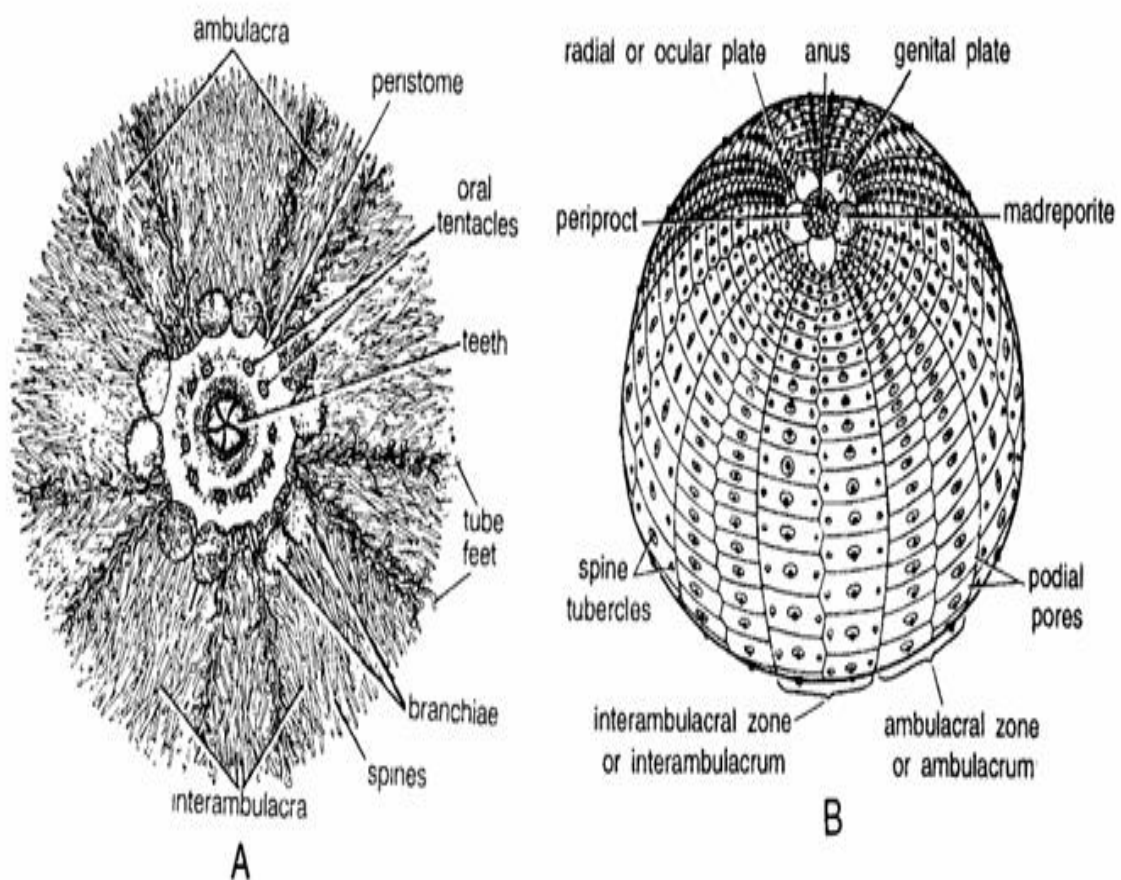 ambulacra
peristome
oral
tentacles
teeth
tube
feet
branchiae
spines
interambulacra
A
radial or ocular plate
anus
genital plate
periproct
madreporite
spine
tubercles
podial
pores
interambulacral zone
or interambulacrum
ambulacral zone
or ambulacrum
B